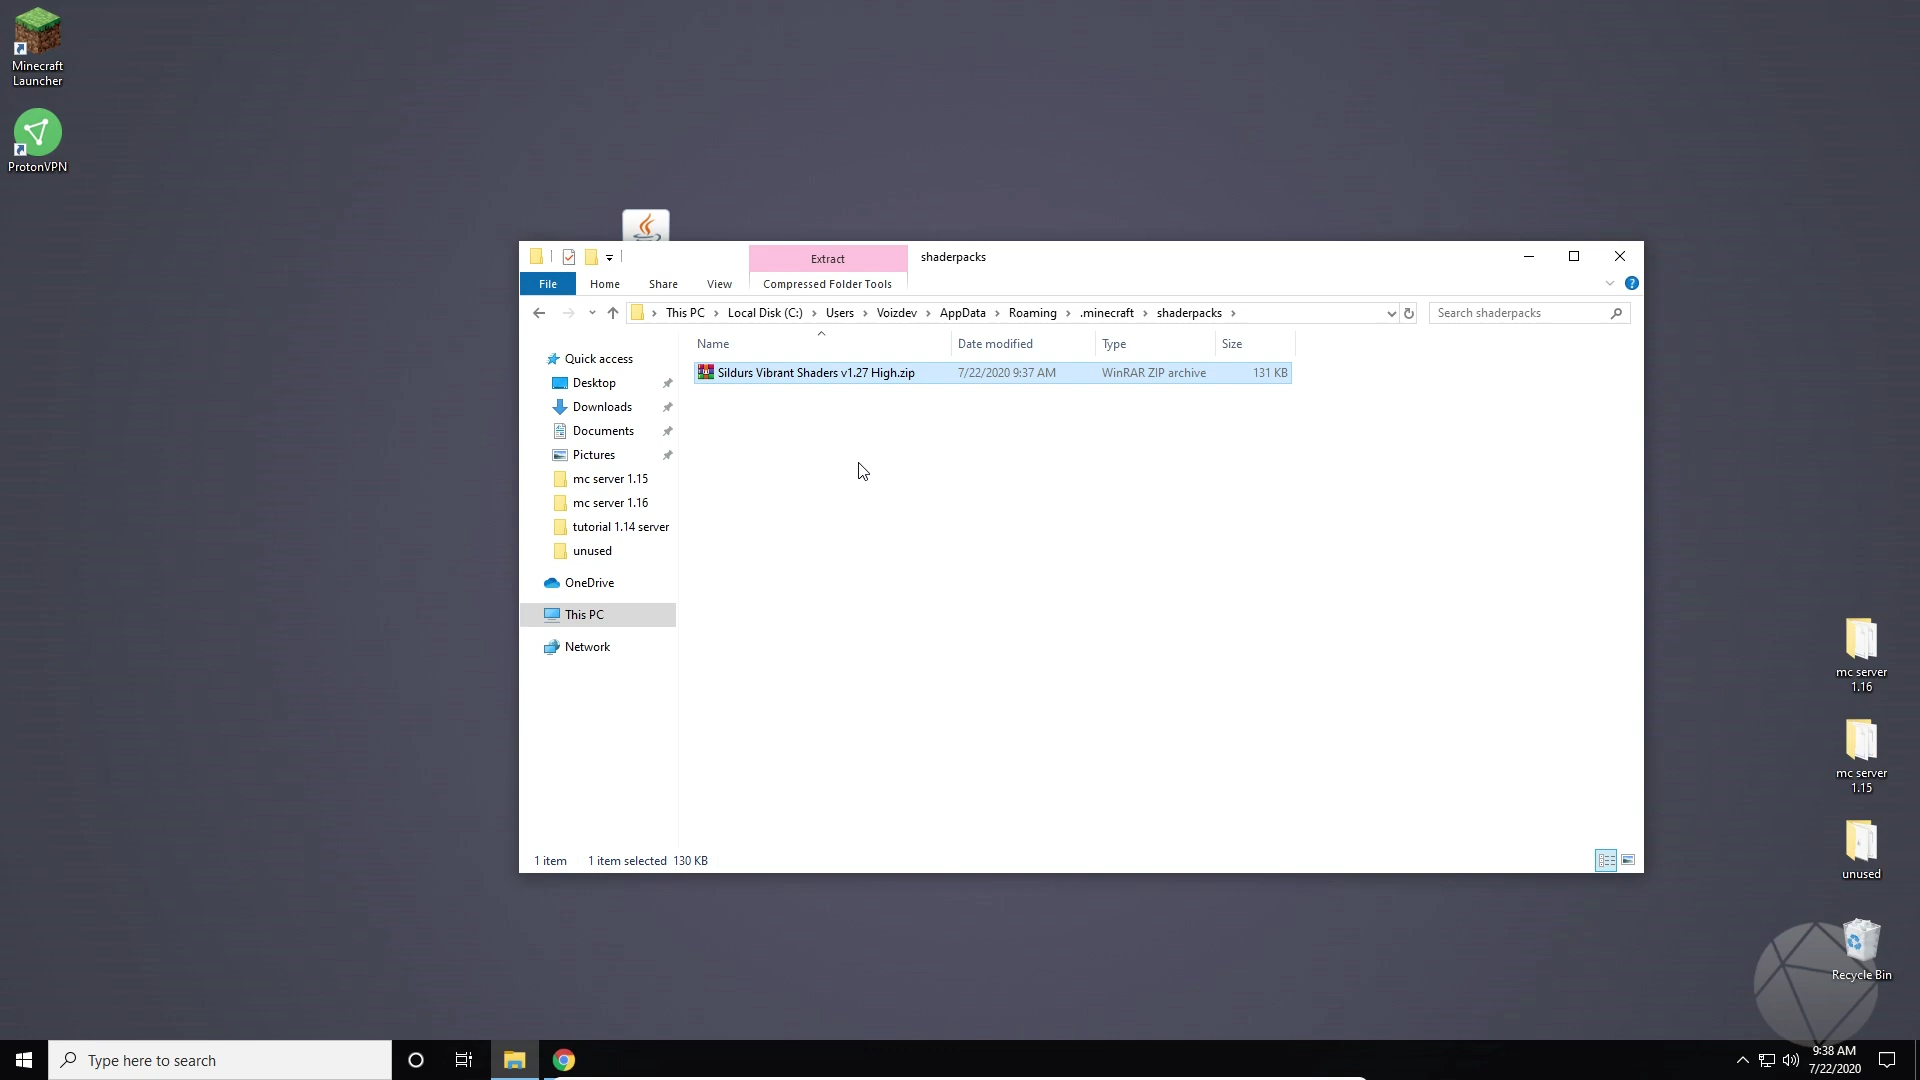 Minecraft
Launcher
ProtonVPN
Extract
shaderpacks
File
Home
Share
View
Compressed Folder Tools
This PC
Local Disk (C:)
Users
Voizdev
AppData
Roaming
.minecraft
shaderpacks
Search shaderpacks
Name
Date modified
Type
Size
Sildurs Vibrant Shaders v1.27 High.zip
7/22/2020 9:37 AM
WinRAR ZIP archive
131 KB
Quick access
Desktop
Downloads
Documents
Pictures
mc server 1.15
mc server 1.16
tutorial 1.14 server
unused
OneDrive
This PC
Network
1 item
1 item selected 130 KB
mc server
1.16
mc server
1.15
unused
Recycle Bin
Type here to search
9:38 AM
7/22/2020